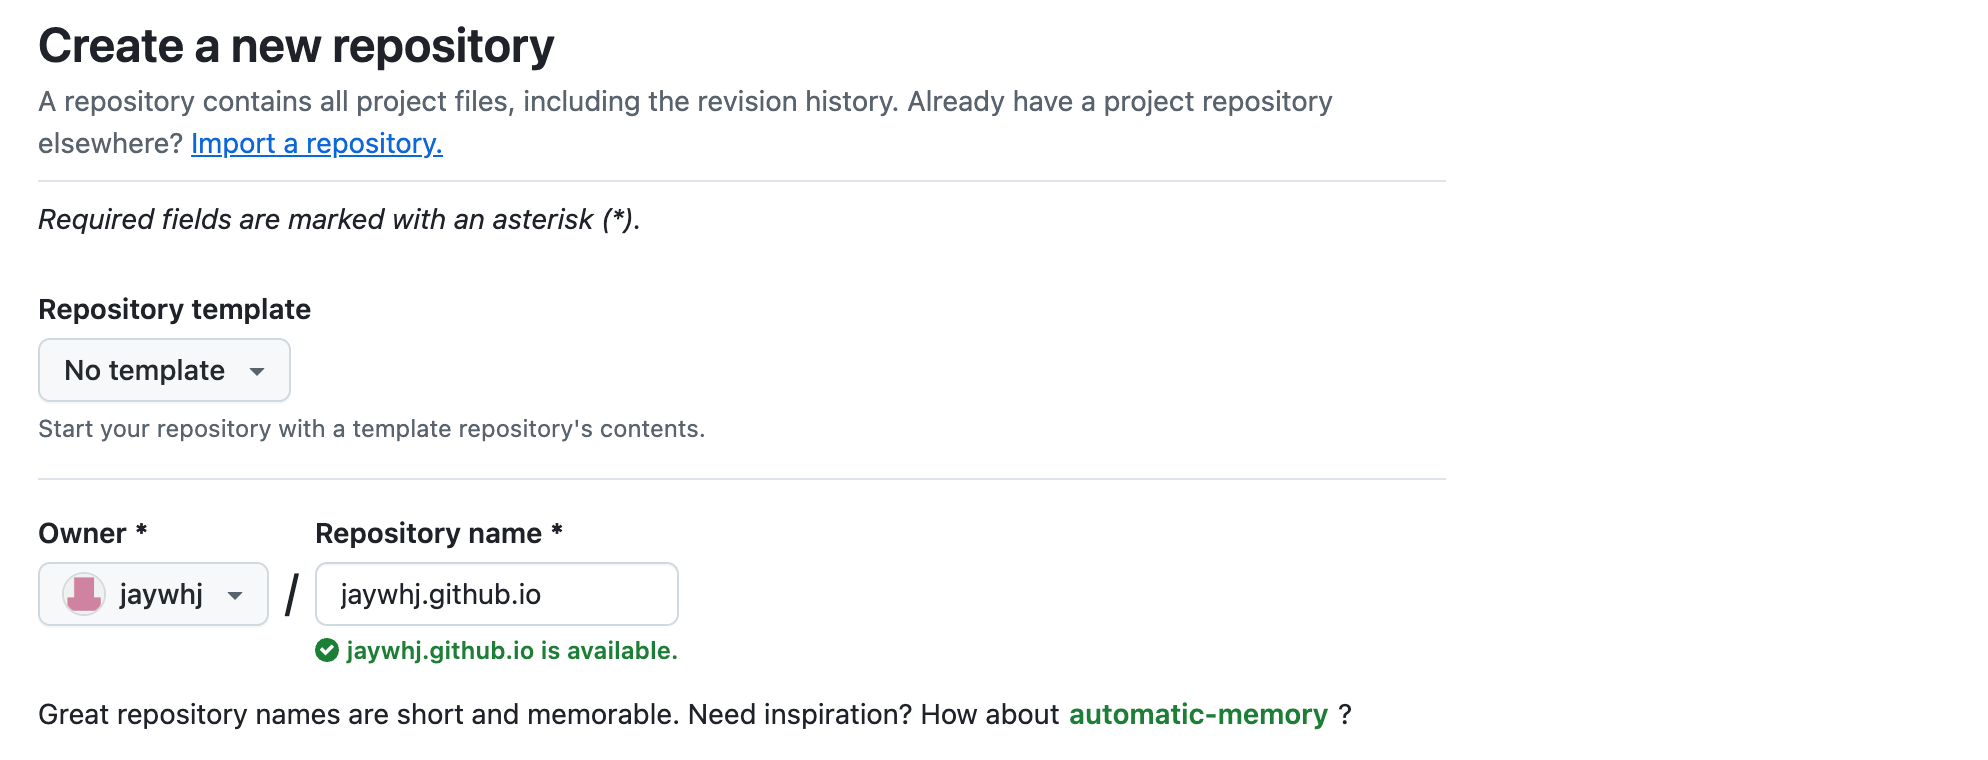 Create a new repository
A repository contains all project files, including the revision history. Already have a project repository
elsewhere? Import a repository.
Required fields are marked with an asterisk (*).
Repository template
No template
Start your repository with a template repository's contents.
Owner * Repository name *
jaywhj / jaywhj.github.io
jaywhj.github.io is available.
Great repository names are short and memorable. Need inspiration? How about automatic-memory ?